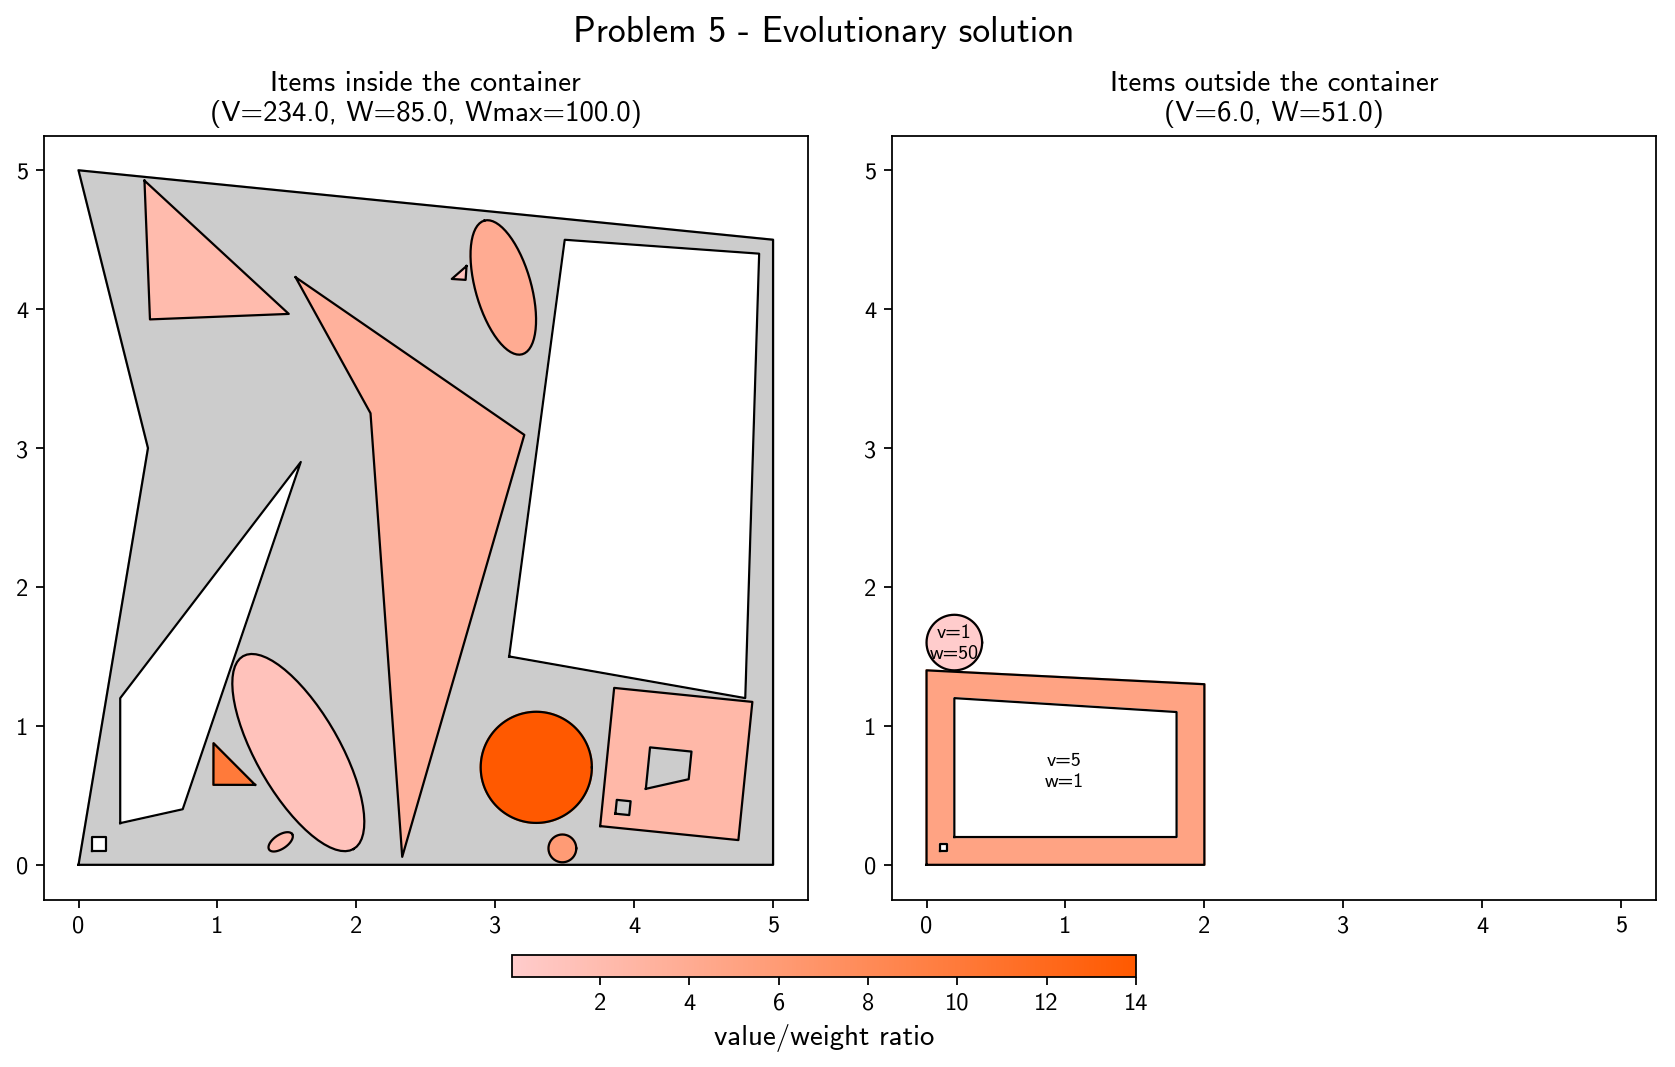 Problem 5 - Evolutionary solution
Items inside the container
(V=234.0, W=85.0, Wmax=100.0)
5
4
3
2
1
0
0 1 2 3 4 5
Items outside the container
(V=6.0, W=51.0)
5
4
3
2
1
0
v=1
w=50
v=5
w=1
0 1 2 3 4 5
2 4 6 8 10 12 14
value/weight ratio